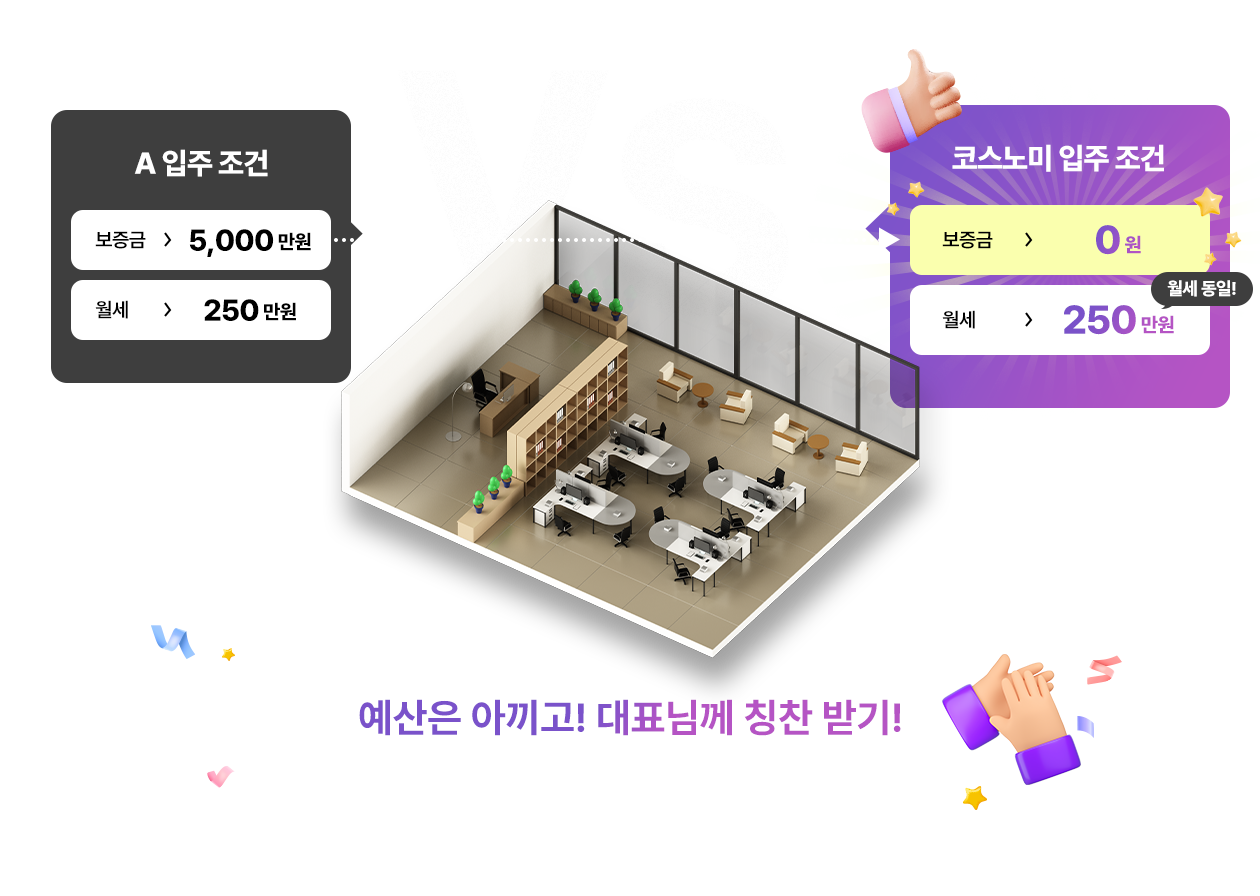 A 입주 조건
보증금 > 5,000 만원
월세 > 250 만원
코스노미 입주 조건
보증금 > 0 원
월세 동일!
월세 > 250 만원
예산은 아끼고! 대표님께 칭찬 받기!